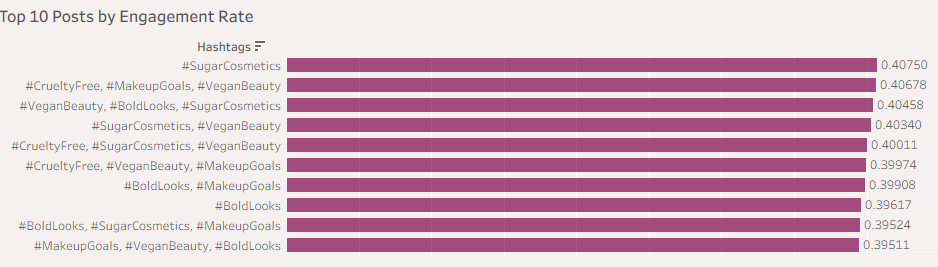 Top 10 Posts by Engagement Rate
Hashtags
#SugarCosmetics 0.40750
#CrueltyFree, #MakeupGoals, #VeganBeauty 0.40678
#VeganBeauty, #BoldLooks, #SugarCosmetics 0.40458
#SugarCosmetics, #VeganBeauty 0.40340
#CrueltyFree, #SugarCosmetics, #VeganBeauty 0.40011
#CrueltyFree, #VeganBeauty, #MakeupGoals 0.39974
#BoldLooks, #MakeupGoals 0.39908
#BoldLooks 0.39617
#BoldLooks, #SugarCosmetics, #MakeupGoals 0.39524
#MakeupGoals, #VeganBeauty, #BoldLooks 0.39511